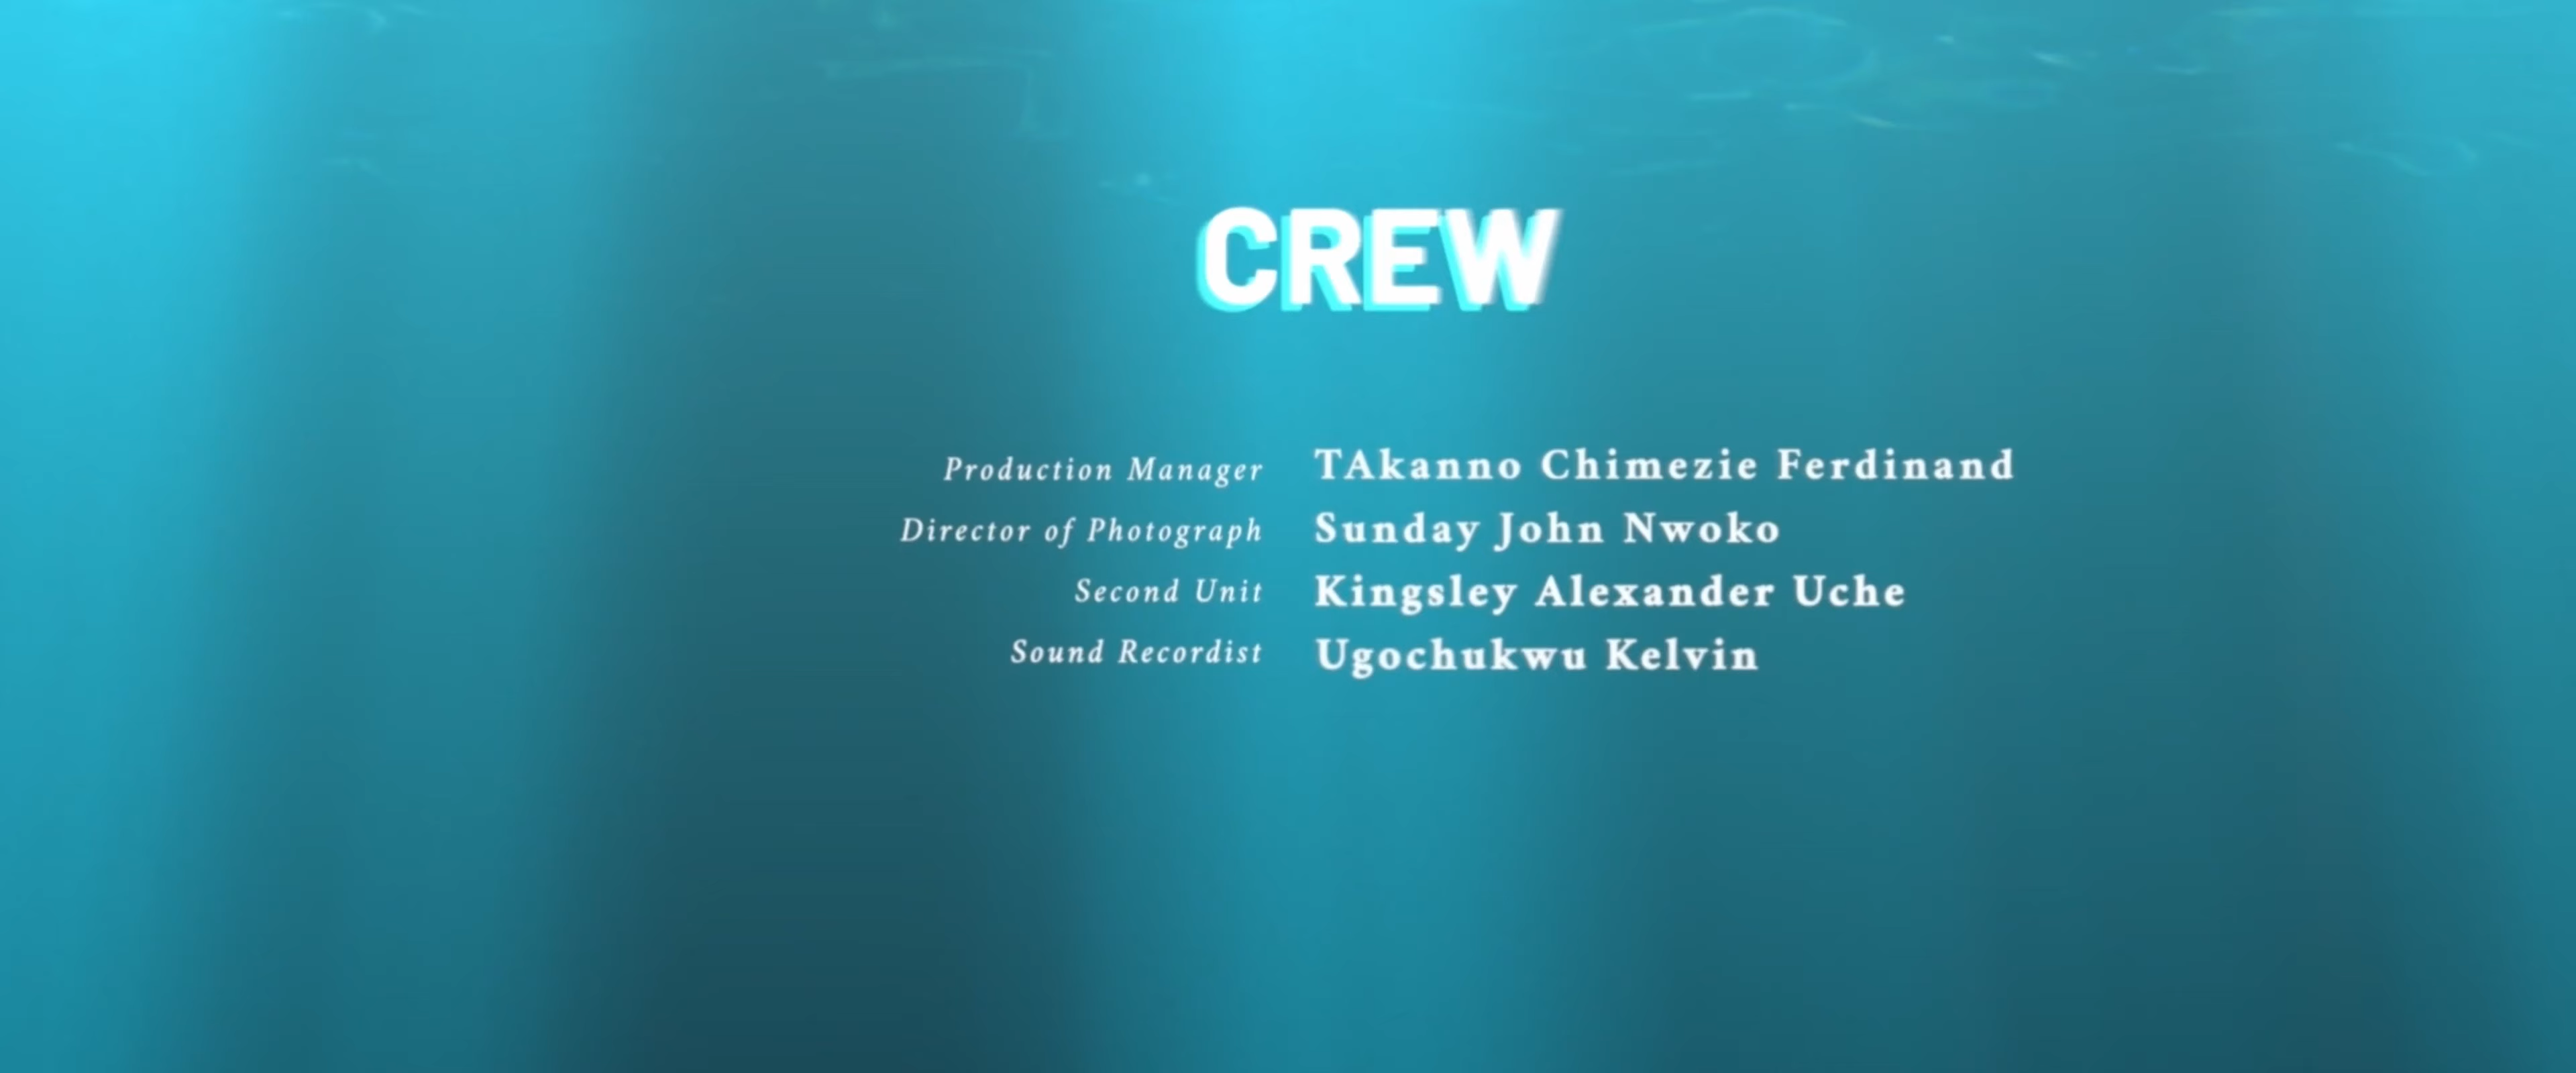 CREW
Production Manager TAkanno Chimezie Ferdinand
Director of Photograph Sunday John Nwoko
Second Unit Kingsley Alexander Uche
Sound Recordist Ugochukwu Kelvin